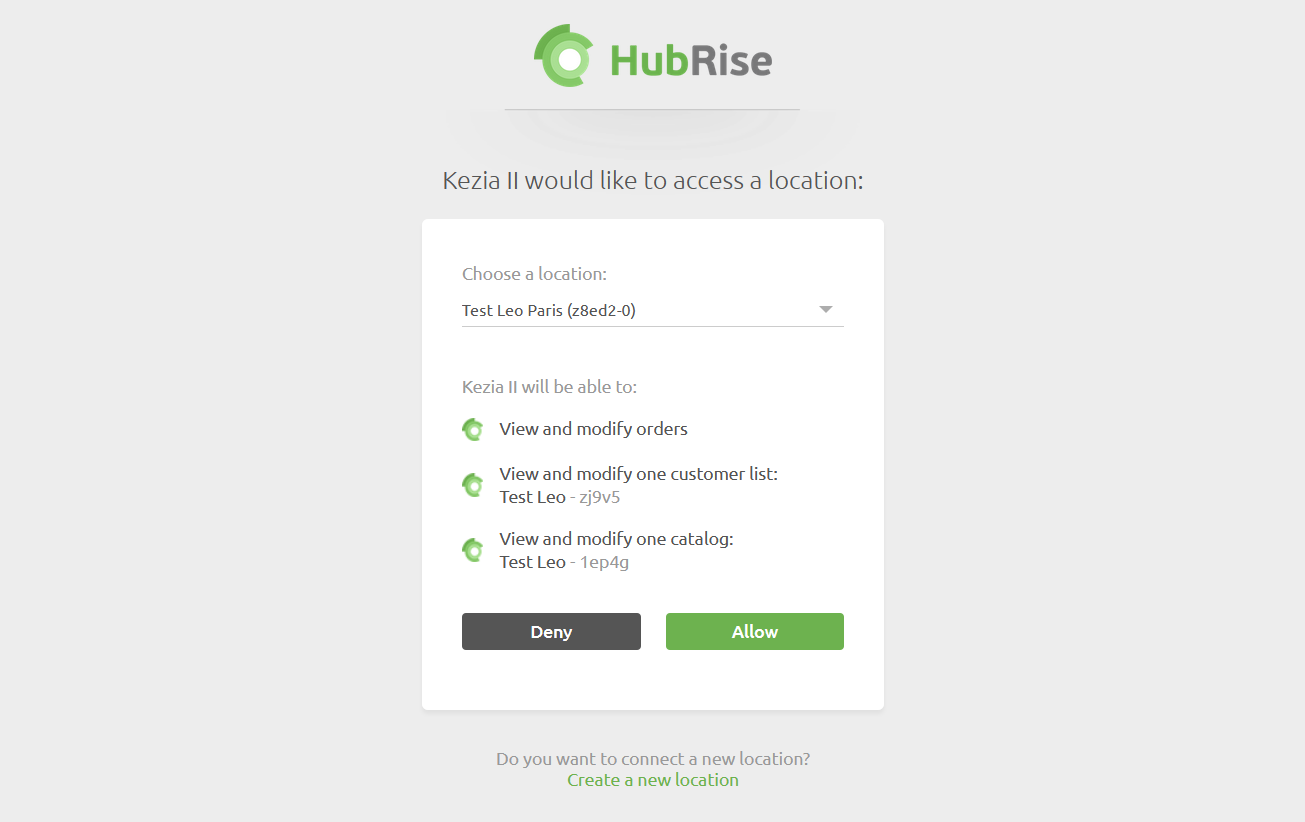 HubRise
Kezia II would like to access a location:
Choose a location:
Test Leo Paris (z8ed2-0)
Kezia II will be able to:
View and modify orders
View and modify one customer list:
Test Leo - zj9v5
View and modify one catalog:
Test Leo - 1ep4g
Deny
Allow
Do you want to connect a new location?
Create a new location